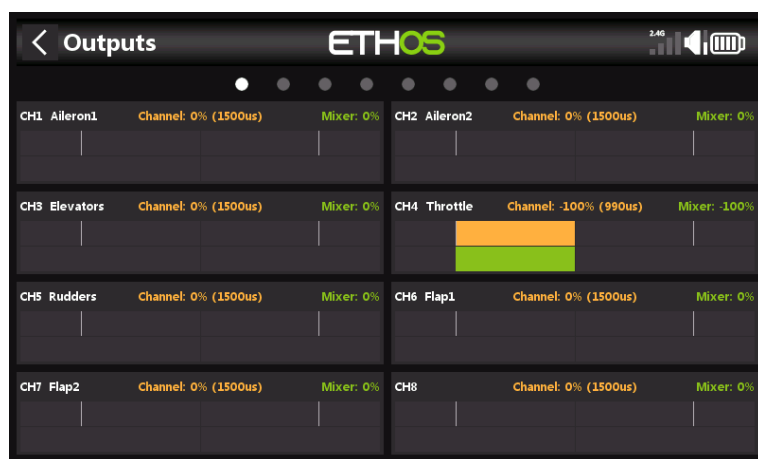 Outputs ETHOS 2.4G
CH1 Aileron1 Channel: 0% (1500us) Mixer: 0% CH2 Aileron2 Channel: 0% (1500us) Mixer: 0%
CH3 Elevators Channel: 0% (1500us) Mixer: 0% CH4 Throttle Channel: -100% (990us) Mixer: -100%
CH5 Rudders Channel: 0% (1500us) Mixer: 0% CH6 Flap1 Channel: 0% (1500us) Mixer: 0%
CH7 Flap2 Channel: 0% (1500us) Mixer: 0% CH8 Channel: 0% (1500us) Mixer: 0%